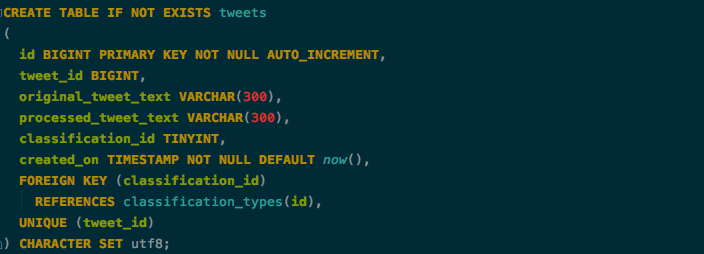 CREATE TABLE IF NOT EXISTS tweets
(
id BIGINT PRIMARY KEY NOT NULL AUTO_INCREMENT,
tweet_id BIGINT,
original_tweet_text VARCHAR(300),
processed_tweet_text VARCHAR(300),
classification_id TINYINT,
created_on TIMESTAMP NOT NULL DEFAULT now(),
FOREIGN KEY (classification_id)
REFERENCES classification_types(id),
UNIQUE (tweet_id)
) CHARACTER SET utf8;